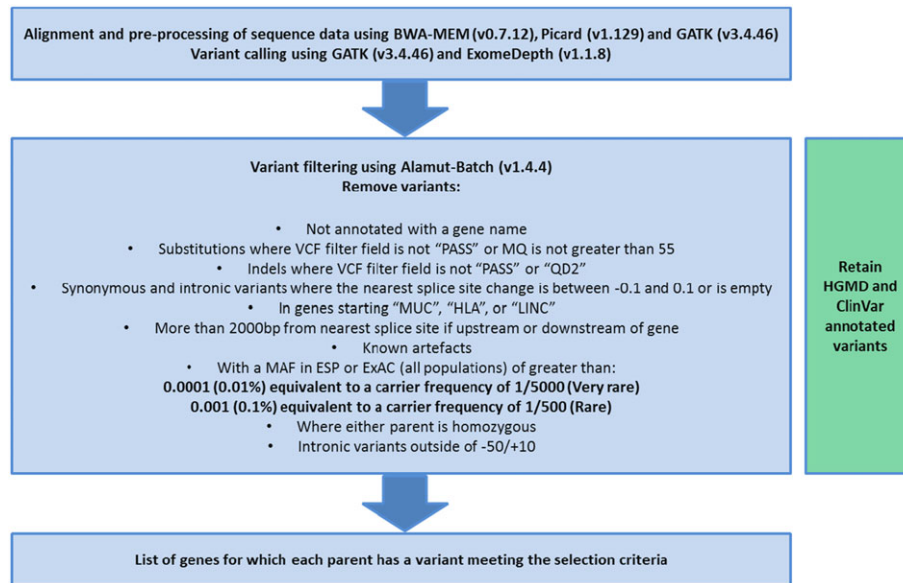 Alignment and pre-processing of sequence data using BWA-MEM (v0.7.12), Picard (v1.129) and GATK (v3.4.46)
Variant calling using GATK (v3.4.46) and ExomeDepth (v1.1.8)
Variant filtering using Alamut-Batch (v1.4.4)
Remove variants:
• Not annotated with a gene name
• Substitutions where VCF filter field is not “PASS” or MQ is not greater than 55
• Indels where VCF filter field is not “PASS” or “QD2”
• Synonymous and intronic variants where the nearest splice site change is between -0.1 and 0.1 or is empty
• In genes starting “MUC”, “HLA”, or “LINC”
• More than 2000bp from nearest splice site if upstream or downstream of gene
• Known artefacts
• With a MAF in ESP or ExAC (all populations) of greater than:
0.0001 (0.01%) equivalent to a carrier frequency of 1/5000 (Very rare)
0.001 (0.1%) equivalent to a carrier frequency of 1/500 (Rare)
• Where either parent is homozygous
• Intronic variants outside of -50/+10
Retain
HGMD and
ClinVar
annotated
variants
List of genes for which each parent has a variant meeting the selection criteria